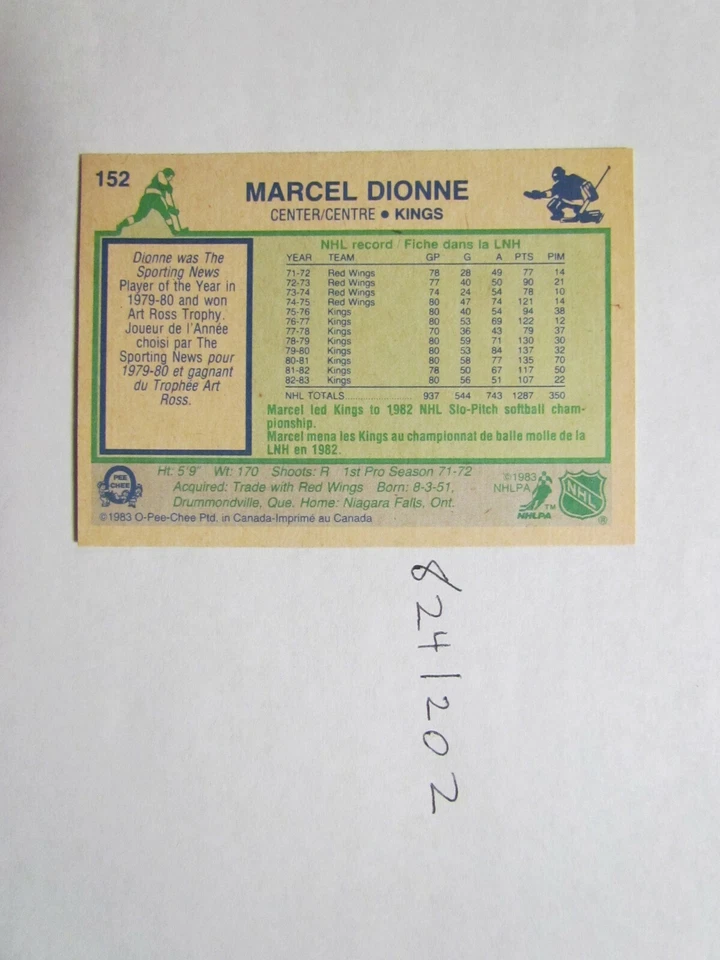 152
MARCEL DIONNE
CENTER/CENTRE • KINGS
Dionne was The
Sporting News
Player of the Year in
1979-80 and won
Art Ross Trophy.
Joueur de l'Année
choisi par The
Sporting News pour
1979-80 et gagnant
du Trophée Art
Ross.
NHL record / Fiche dans la LNH
YEAR TEAM GP G A PTS PIM
71-72 Red Wings 78 28 49 77 14
72-73 Red Wings 77 40 50 90 21
73-74 Red Wings 74 24 54 78 10
74-75 Red Wings 80 47 74 121 14
75-76 Kings 80 40 54 94 38
76-77 Kings 80 53 69 122 12
77-78 Kings 70 36 43 79 37
78-79 Kings 80 59 71 130 30
79-80 Kings 80 53 84 137 32
80-81 Kings 80 58 77 135 70
81-82 Kings 78 50 67 117 50
82-83 Kings 80 56 51 107 22
NHL TOTALS 937 544 743 1287 350
Marcel led Kings to 1982 NHL Slo-Pitch softball cham-
pionship.
Marcel mena les Kings au championnat de balle molle de la
LNH en 1982.
O
PEE
CHEE
Ht: 5'9" Wt: 170 Shoots: R 1st Pro Season 71-72
Acquired: Trade with Red Wings Born: 8-3-51,
Drummondville, Que. Home: Niagara Falls, Ont.
©1983 O-Pee-Chee Ptd. in Canada-Imprimé au Canada
©1983
NHLPA
NHLPA TM
NHL ®
824/202